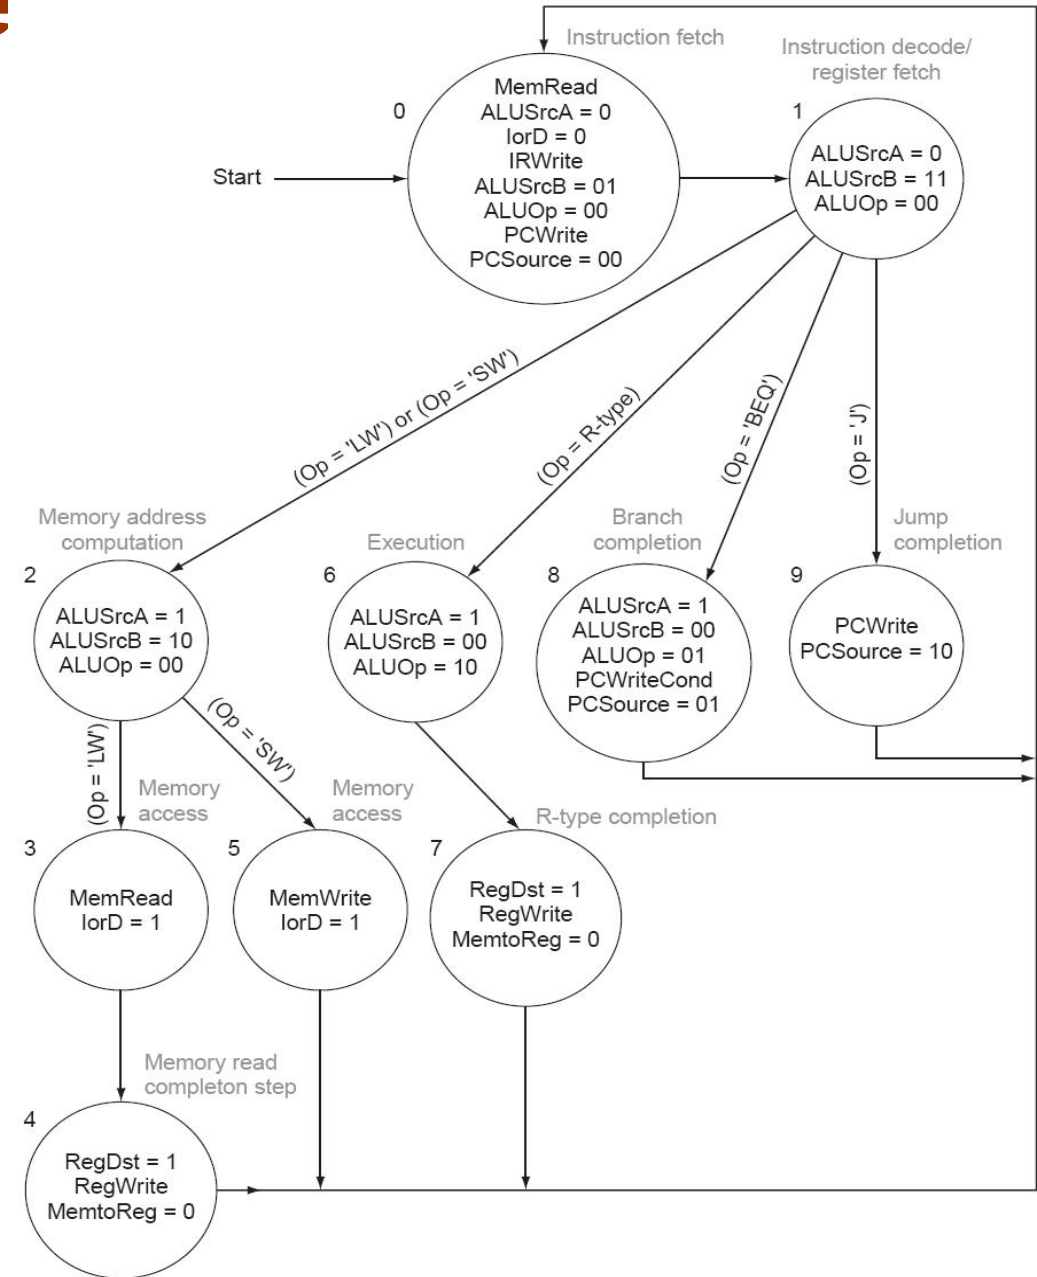 Instruction fetch
Instruction decode/
register fetch
0
MemRead
ALUSrcA = 0
IorD = 0
IRWrite
ALUSrcB = 01
ALUOp = 00
PCWrite
PCSource = 00
1
ALUSrcA = 0
ALUSrcB = 11
ALUOp = 00
Start
(Op = 'LW') or (Op = 'SW')
(Op = R-type)
(Op = 'BEQ')
(Op = 'J')
Memory address
computation
2
ALUSrcA = 1
ALUSrcB = 10
ALUOp = 00
Execution
6
ALUSrcA = 1
ALUSrcB = 00
ALUOp = 10
Branch
completion
8
ALUSrcA = 1
ALUSrcB = 00
ALUOp = 01
PCWriteCond
PCSource = 01
Jump
completion
9
PCWrite
PCSource = 10
(Op = 'LW')
(Op = 'SW')
Memory
access
3
MemRead
IorD = 1
Memory
access
5
MemWrite
IorD = 1
R-type completion
7
RegDst = 1
RegWrite
MemtoReg = 0
Memory read
completon step
4
RegDst = 1
RegWrite
MemtoReg = 0